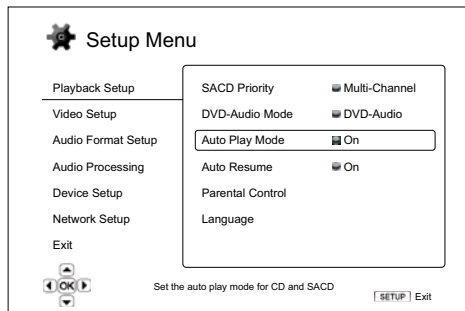 Setup Menu
Playback Setup
Video Setup
Audio Format Setup
Audio Processing
Device Setup
Network Setup
Exit
SACD Priority Multi-Channel
DVD-Audio Mode DVD-Audio
Auto Play Mode On
Auto Resume On
Parental Control
Language
OK
Set the auto play mode for CD and SACD
SETUP Exit